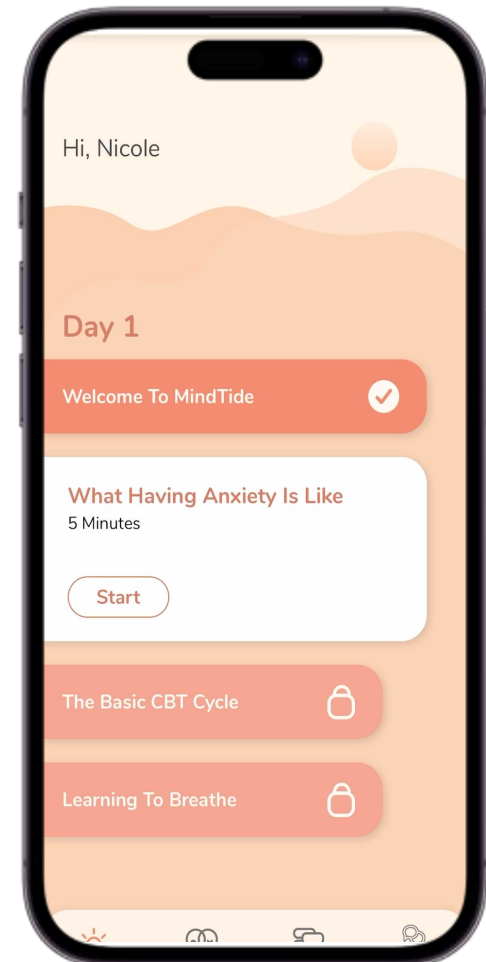 Hi, Nicole
Day 1
Welcome To MindTide
What Having Anxiety Is Like
5 Minutes
Start
The Basic CBT Cycle
Learning To Breathe